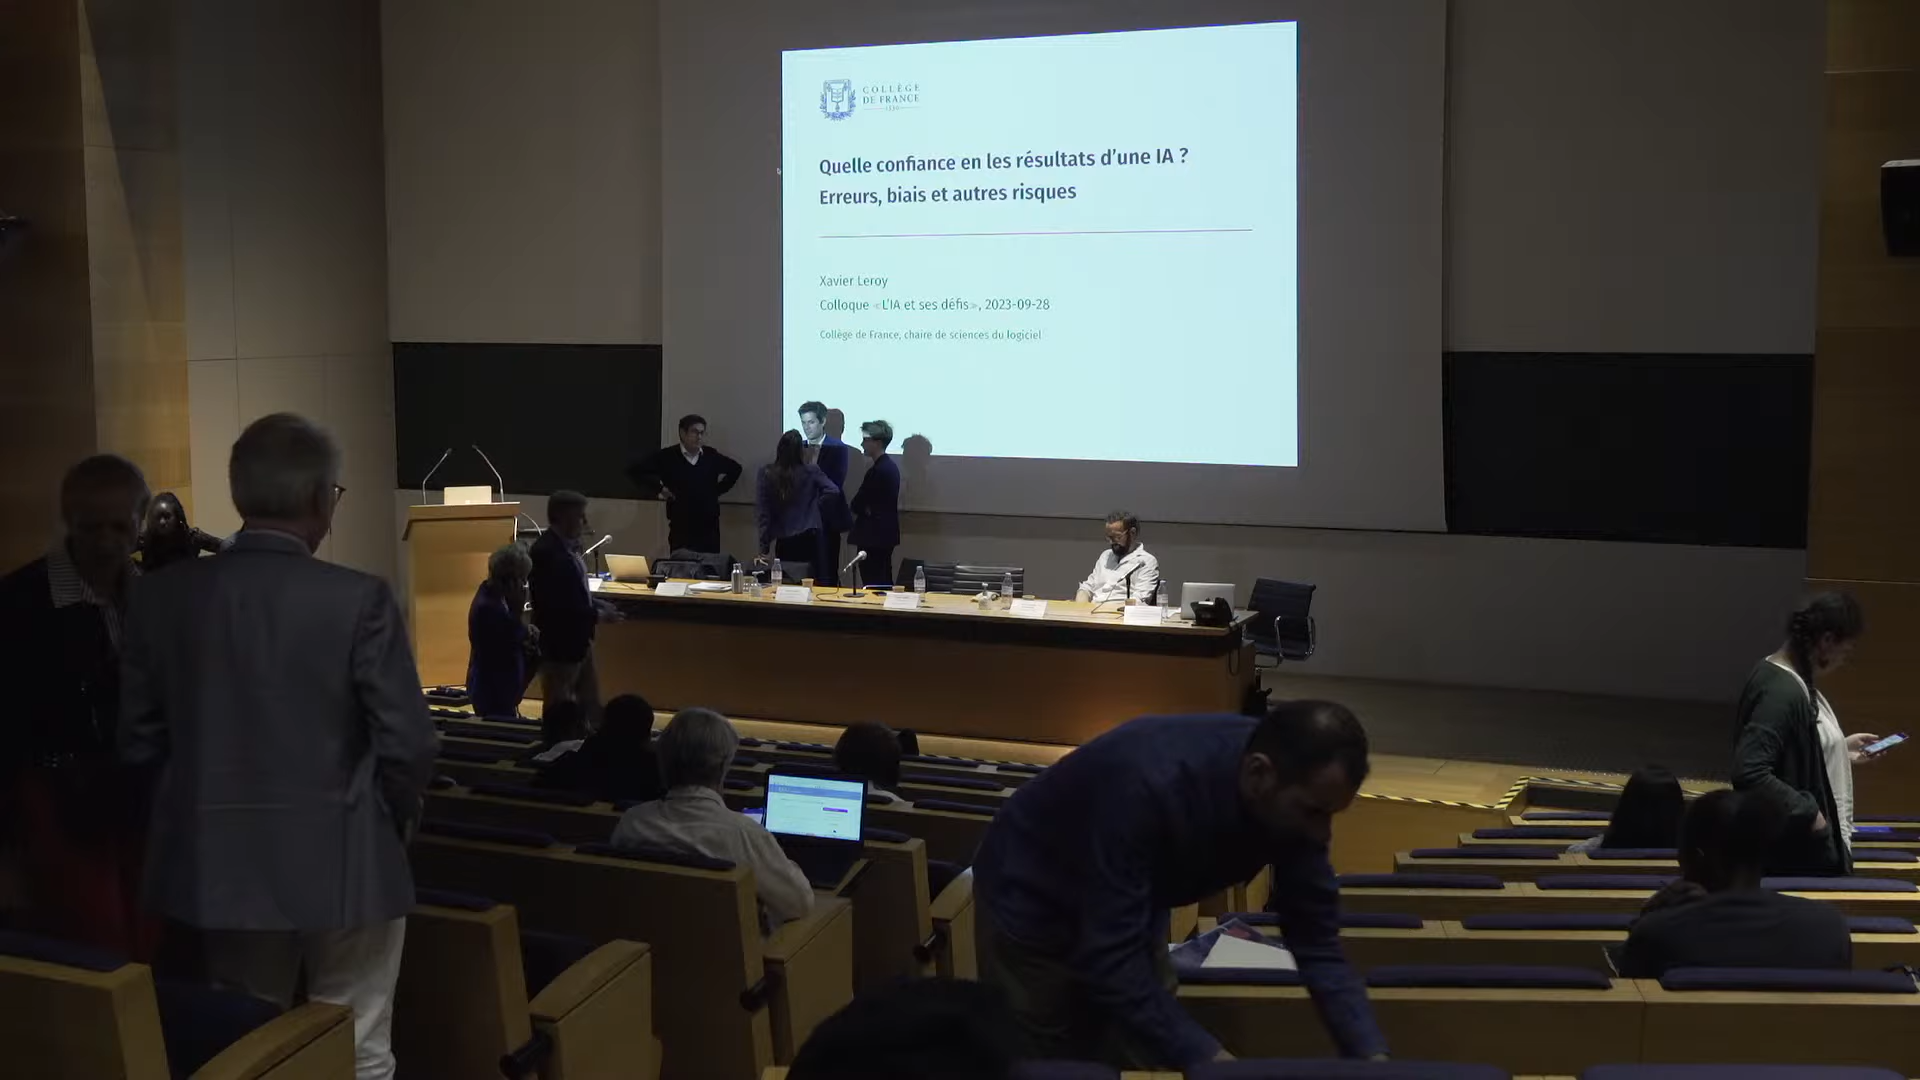 COLLÈGE
DE FRANCE
1530
Quelle confiance en les résultats d'une IA ?
Erreurs, biais et autres risques
Xavier Leroy
Colloque «L'IA et ses défis», 2023-09-28
Collège de France, chaire de sciences du logiciel